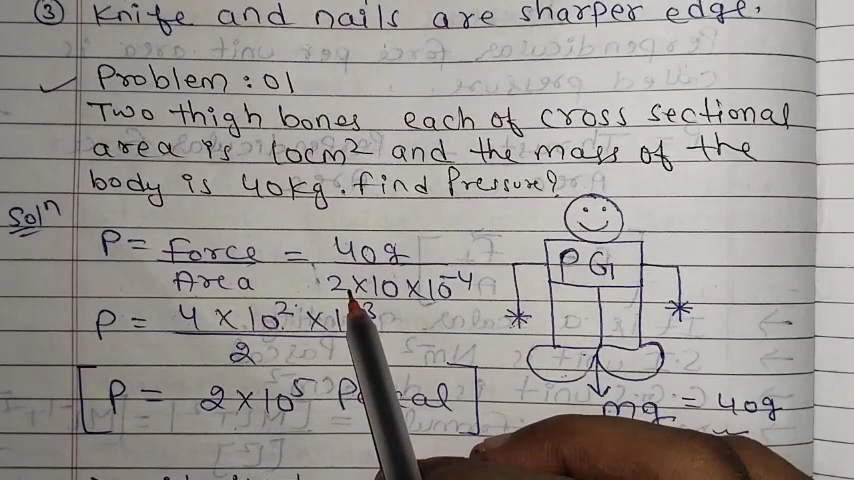 ③ Knife and nails are sharper edge.
Problem : 01
Two thigh bones each of cross sectional
area is 10cm² and the mass of the
body is 40kg. find Pressure?
Solⁿ
P = Force / Area = 40g / 2×10×10⁻⁴
P = 4 × 10² × / 2
P = 2×10⁵
PG
mg = 40g